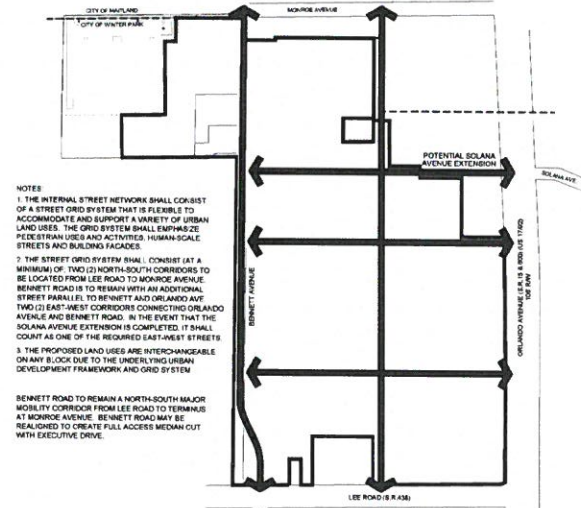 CITY OF MAITLAND
CITY OF WINTER PARK
MONROE AVENUE
POTENTIAL SOLANA
AVENUE EXTENSION
SOLANA AVE.
NOTES
1. THE INTERNAL STREET NETWORK SHALL CONSIST
OF A STREET GRID SYSTEM THAT IS FLEXIBLE TO
ACCOMMODATE AND SUPPORT A VARIETY OF URBAN
LAND USES. THE GRID SYSTEM SHALL EMPHASIZE
PEDESTRIAN USES AND ACTIVITIES, HUMAN-SCALE
STREETS AND BUILDING FACADES.
2. THE STREET GRID SYSTEM SHALL CONSIST (AT A
MINIMUM) OF, TWO (2) NORTH-SOUTH CORRIDORS TO
BE LOCATED FROM LEE ROAD TO MONROE AVENUE.
BENNETT ROAD IS TO REMAIN WITH AN ADDITIONAL
STREET PARALLEL TO BENNETT AND ORLANDO AVE
TWO (2) EAST-WEST CORRIDORS CONNECTING ORLANDO
AVENUE AND BENNETT ROAD. IN THE EVENT THAT THE
SOLANA AVENUE EXTENSION IS COMPLETED, IT SHALL
COUNT AS ONE OF THE REQUIRED EAST-WEST STREETS.
3. THE PROPOSED LAND USES ARE INTERCHANGEABLE
ON ANY BLOCK DUE TO THE UNDERLYING URBAN
DEVELOPMENT FRAMEWORK AND GRID SYSTEM
BENNETT ROAD TO REMAIN A NORTH-SOUTH MAJOR
MOBILITY CORRIDOR FROM LEE ROAD TO TERMINUS
AT MONROE AVENUE. BENNETT ROAD MAY BE
REALIGNED TO CREATE FULL ACCESS MEDIAN CUT
WITH EXECUTIVE DRIVE.
BENNETT AVENUE
ORLANDO AVENUE (S.R. 15 & 600) (US 17/92)
106 R/W
LEE ROAD (S.R.438)